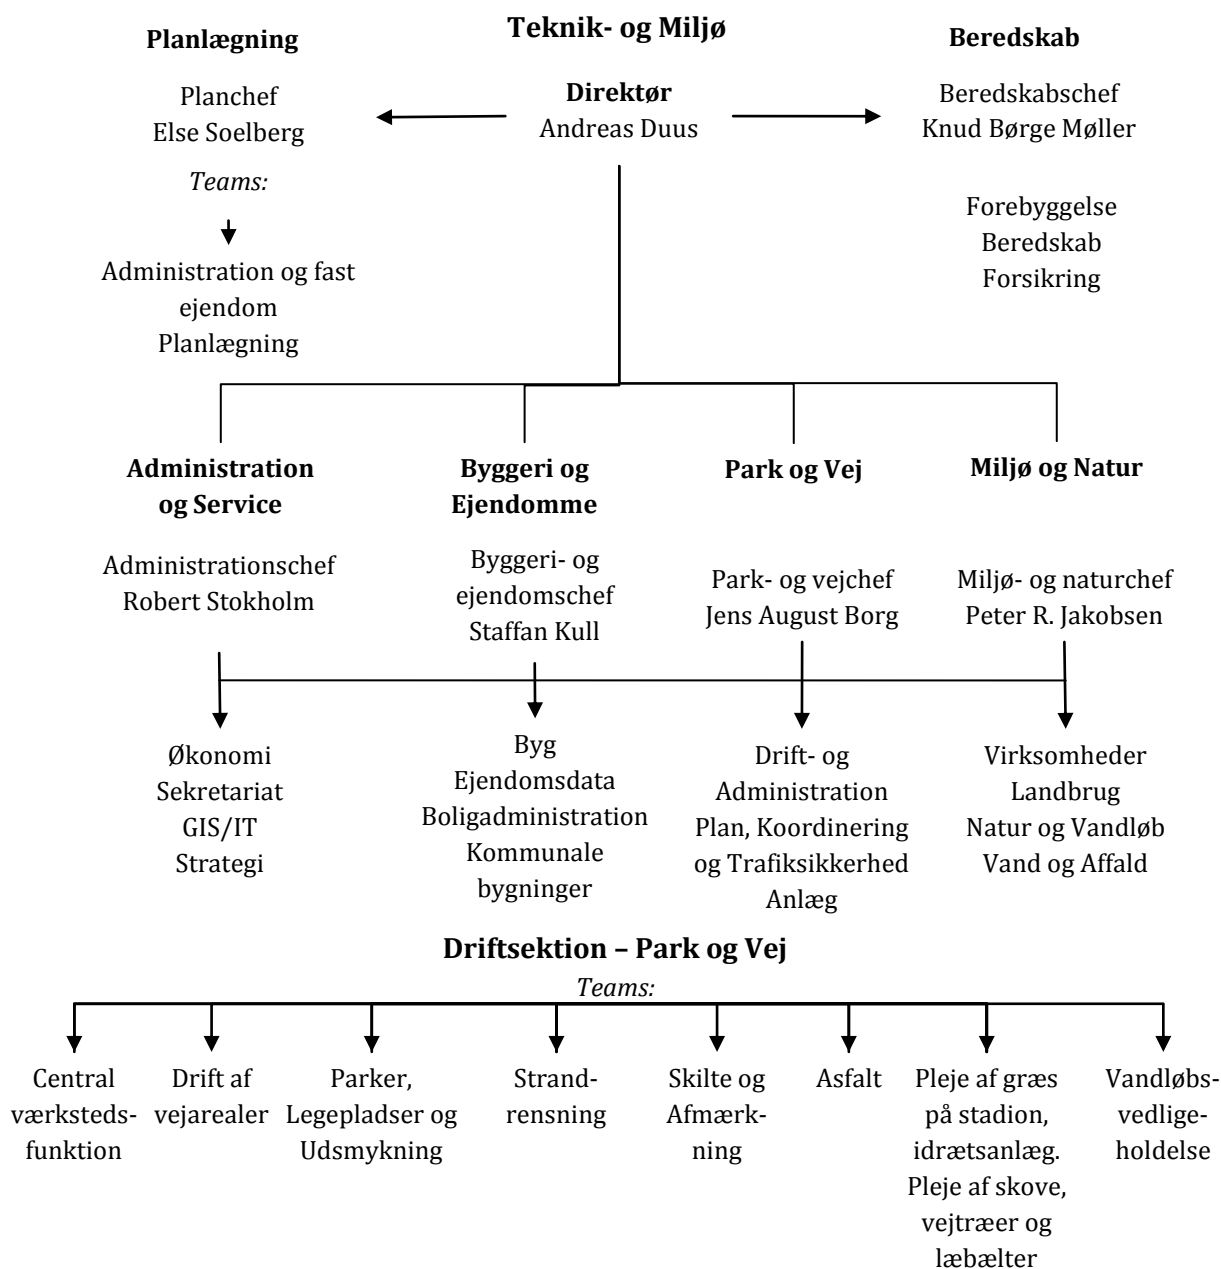 Teknik- og Miljø
Planlægning
Planchef
Else Soelberg
Teams:
Administration og fast
ejendom
Planlægning
Direktør
Andreas Duus
Beredskab
Beredskabschef
Knud Børge Møller
Forebyggelse
Beredskab
Forsikring
Administration
og Service
Administrationschef
Robert Stokholm
Økonomi
Sekretariat
GIS/IT
Strategi
Byggeri og
Ejendomme
Byggeri- og
ejendomschef
Staffan Kull
Byg
Ejendomsdata
Boligadministration
Kommunale
bygninger
Park og Vej
Park- og vejchef
Jens August Borg
Drift- og
Administration
Plan, Koordinering
og Trafiksikkerhed
Anlæg
Miljø og Natur
Miljø- og naturchef
Peter R. Jakobsen
Virksomheder
Landbrug
Natur og Vandløb
Vand og Affald
Driftsektion – Park og Vej
Teams:
Central
værksteds-
funktion
Drift af
vejarealer
Parker,
Legepladser og
Udsmykning
Strand-
rensning
Skilte og
Afmærk-
ning
Asfalt
Pleje af græs
på stadion,
idrætsanlæg.
Pleje af skove,
vejtræer og
læbælter
Vandløbs-
vedlige-
holdelse